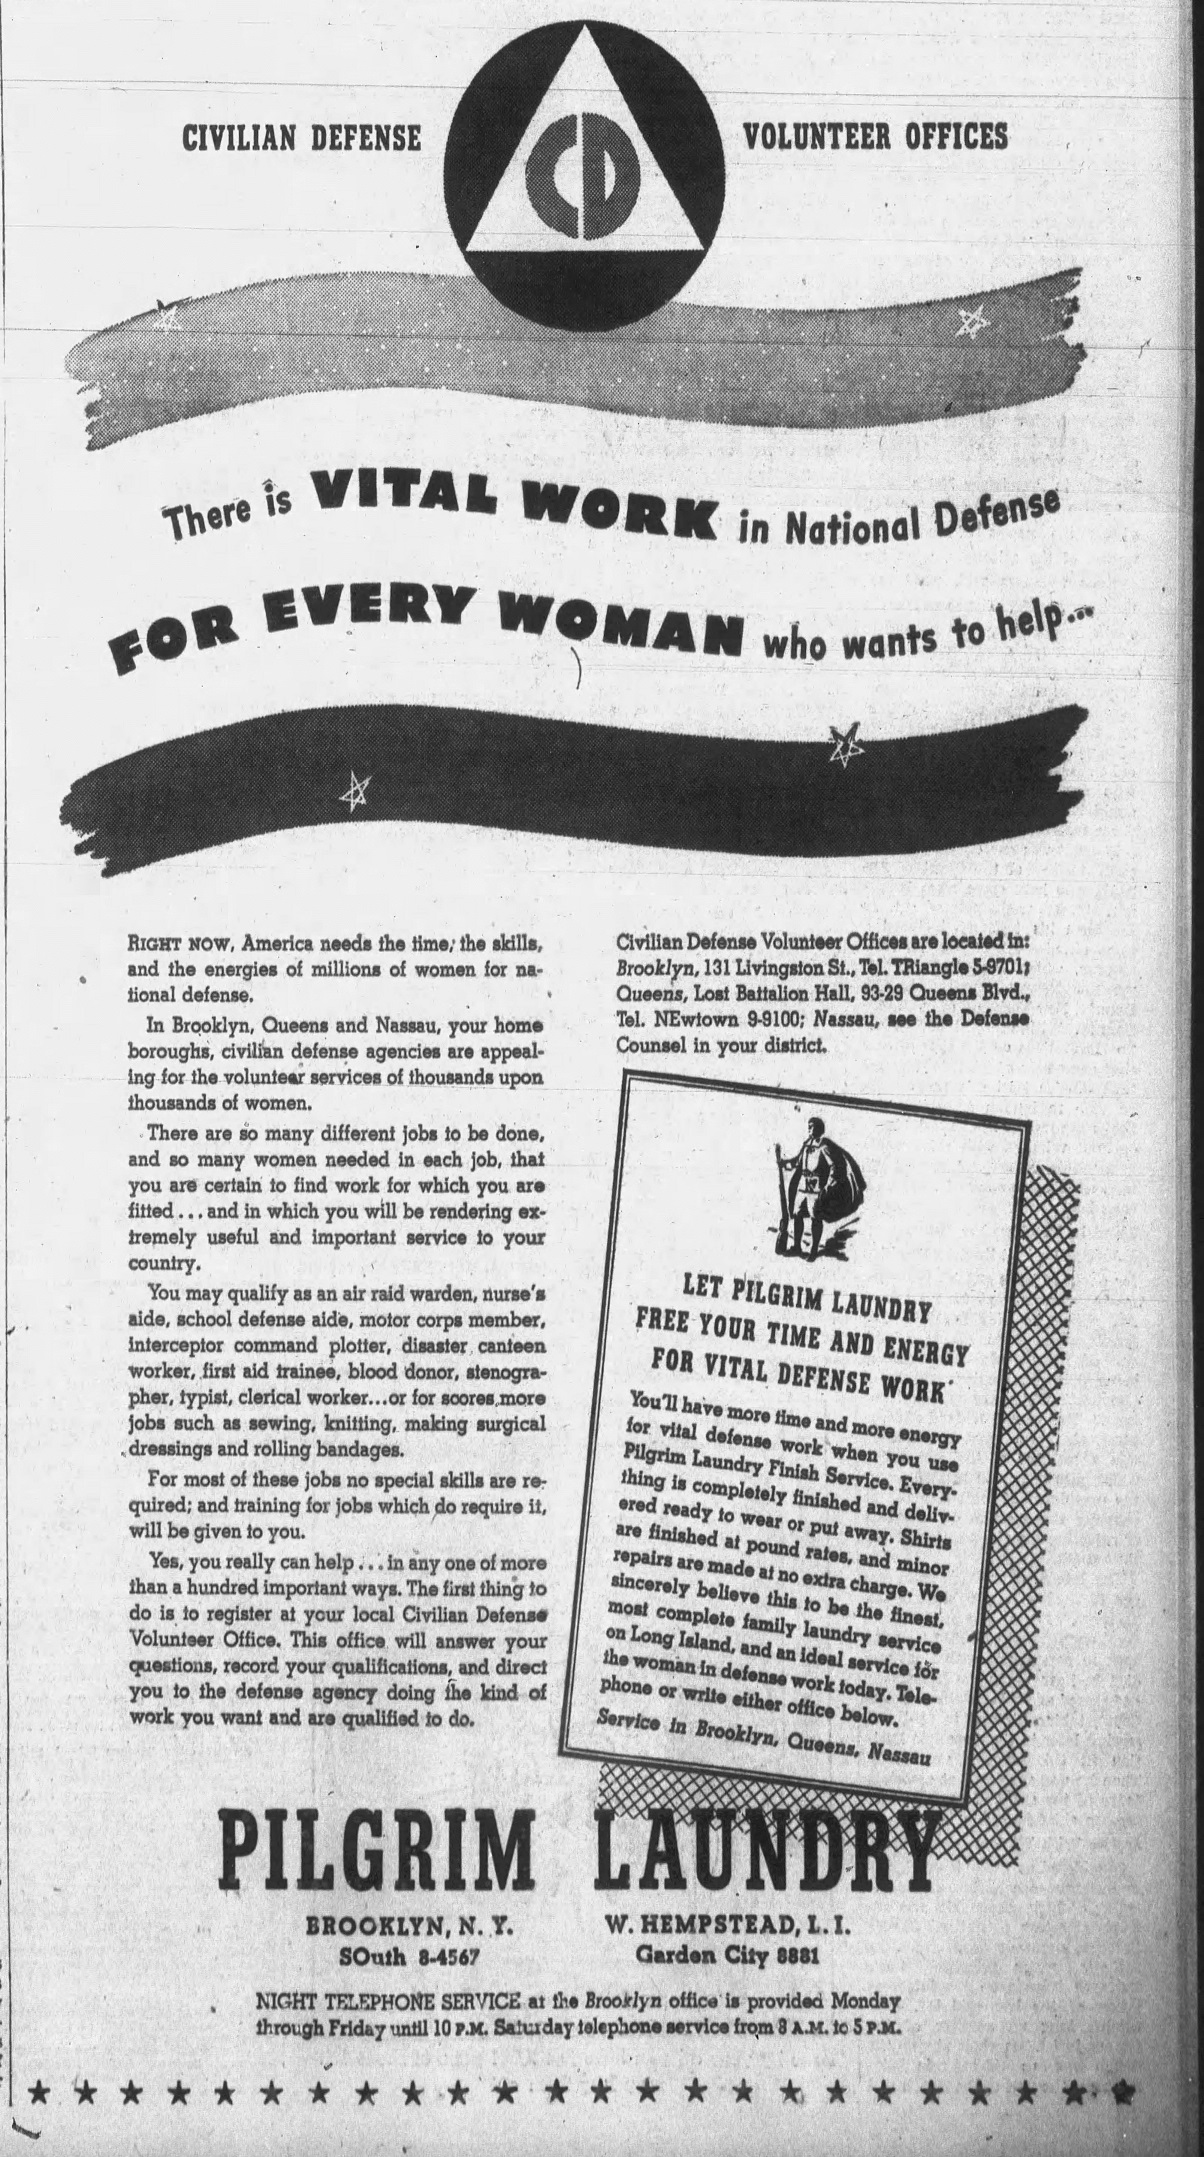 CIVILIAN DEFENSE
CD
VOLUNTEER OFFICES
There is VITAL WORK in National Defense
FOR EVERY WOMAN who wants to help...
RIGHT NOW, America needs the time, the skills,
and the energies of millions of women for na-
tional defense.
In Brooklyn, Queens and Nassau, your home
boroughs, civilian defense agencies are appeal-
ing for the volunteer services of thousands upon
thousands of women.
There are so many different jobs to be done,
and so many women needed in each job, that
you are certain to find work for which you are
fitted . . . and in which you will be rendering ex-
tremely useful and important service to your
country.
You may qualify as an air raid warden, nurse's
aide, school defense aide, motor corps member,
interceptor command plotter, disaster canteen
worker, first aid trainee, blood donor, stenogra-
pher, typist, clerical worker...or for scores more
jobs such as sewing, knitting, making surgical
dressings and rolling bandages.
For most of these jobs no special skills are re-
quired; and training for jobs which do require it,
will be given to you.
Yes, you really can help . . . in any one of more
than a hundred important ways. The first thing to
do is to register at your local Civilian Defense
Volunteer Office. This office will answer your
questions, record your qualifications, and direct
you to the defense agency doing the kind of
work you want and are qualified to do.
Civilian Defense Volunteer Offices are located in:
Brooklyn, 131 Livingston St., Tel. TRiangle 5-9701;
Queens, Lost Battalion Hall, 93-29 Queens Blvd.,
Tel. NEwtown 9-9100; Nassau, see the Defense
Counsel in your district.
LET PILGRIM LAUNDRY
FREE YOUR TIME AND ENERGY
FOR VITAL DEFENSE WORK
You'll have more time and more energy
for vital defense work when you use
Pilgrim Laundry Finish Service. Every-
thing is completely finished and deliv-
ered ready to wear or put away. Shirts
are finished at pound rates, and minor
repairs are made at no extra charge. We
sincerely believe this to be the finest,
most complete family laundry service
on Long Island, and an ideal service for
the woman in defense work today. Tele-
phone or write either office below.
Service in Brooklyn, Queens, Nassau
PILGRIM LAUNDRY
BROOKLYN, N. Y.
SOuth 8-4567
W. HEMPSTEAD, L. I.
Garden City 8881
NIGHT TELEPHONE SERVICE at the Brooklyn office is provided Monday
through Friday until 10 P.M. Saturday telephone service from 8 A.M. to 5 P.M.